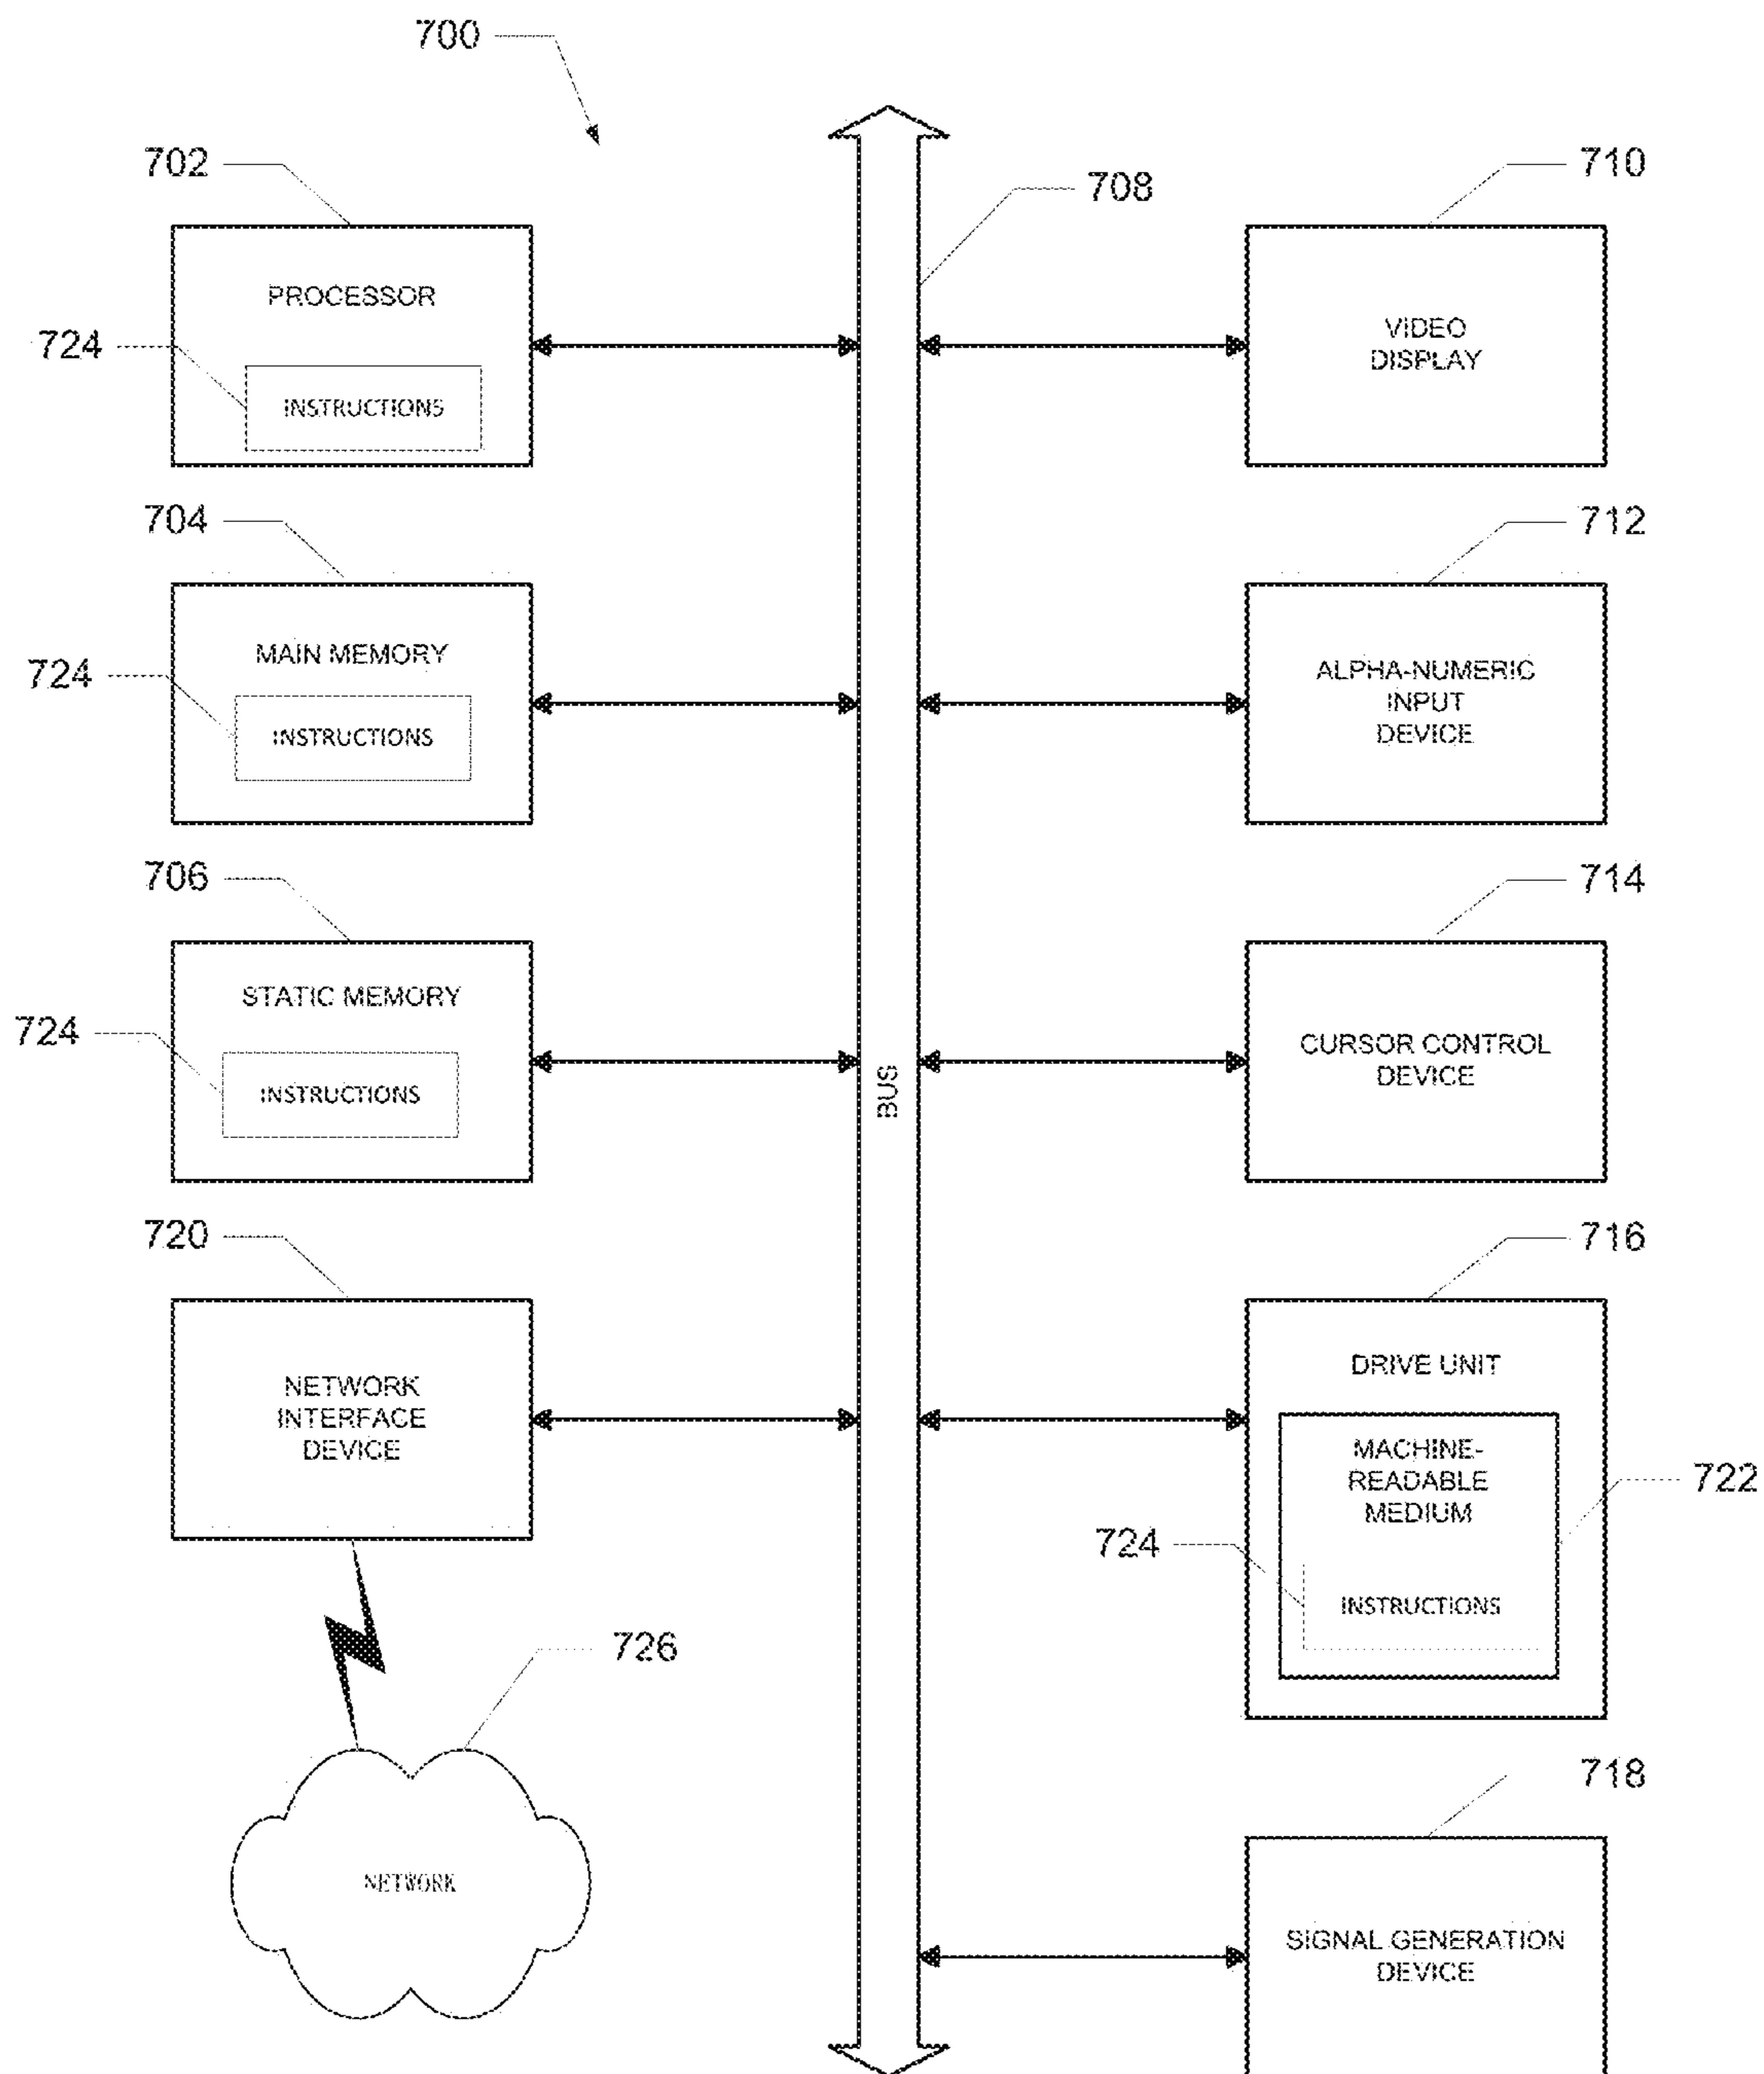 700
702
708
710
PROCESSOR
724
INSTRUCTIONS
VIDEO
DISPLAY
704
712
MAIN MEMORY
724
INSTRUCTIONS
ALPHA-NUMERIC
INPUT
DEVICE
706
714
STATIC MEMORY
724
INSTRUCTIONS
CURSOR CONTROL
DEVICE
BUS
720
716
NETWORK
INTERFACE
DEVICE
DRIVE UNIT
MACHINE-
READABLE
MEDIUM
722
724
INSTRUCTIONS
726
NETWORK
718
SIGNAL GENERATION
DEVICE